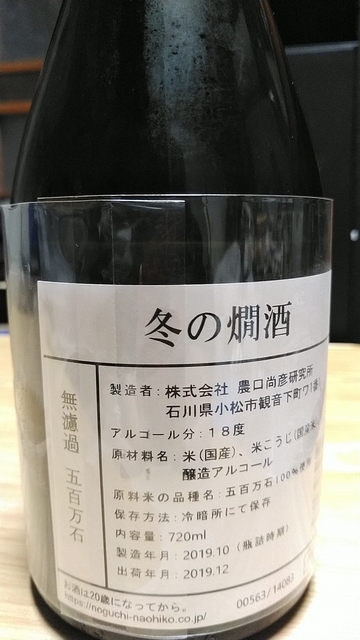 冬の燗酒
無濾過 五百万石
製造者:株式会社 農口尚彦研究所
石川県小松市観音下町ワ1番
アルコール分:18度
原材料名:米(国産)、米こうじ(国産米
醸造アルコール
原料米の品種名:五百万石100%使用
保存方法:冷暗所にて保存
内容量:720ml
製造年月:2019.10(瓶詰時期)
出荷年月:2019.12
お酒は20歳になってから。
https://noguchi-naohiko.co.jp/
00563/14083